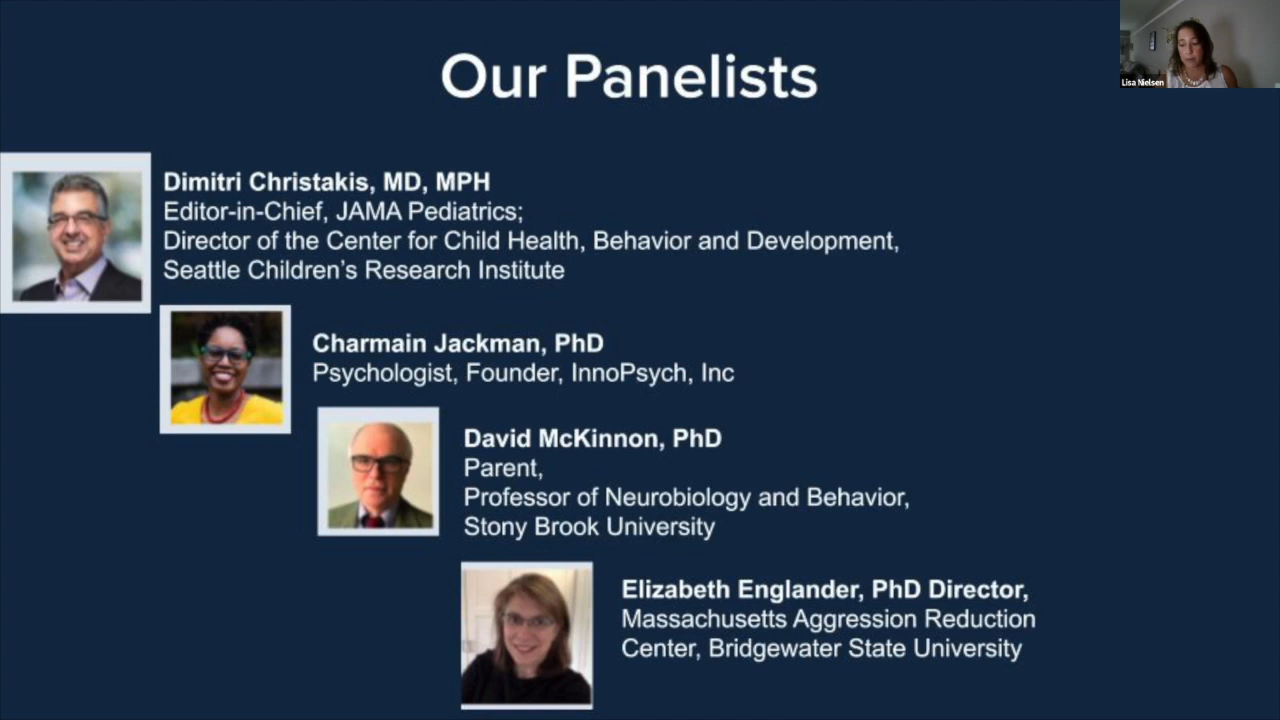 Our Panelists
Lisa Nielsen
Dimitri Christakis, MD, MPH
Editor-in-Chief, JAMA Pediatrics;
Director of the Center for Child Health, Behavior and Development,
Seattle Children’s Research Institute
Charmain Jackman, PhD
Psychologist, Founder, InnoPsych, Inc
David McKinnon, PhD
Parent,
Professor of Neurobiology and Behavior,
Stony Brook University
Elizabeth Englander, PhD Director,
Massachusetts Aggression Reduction
Center, Bridgewater State University